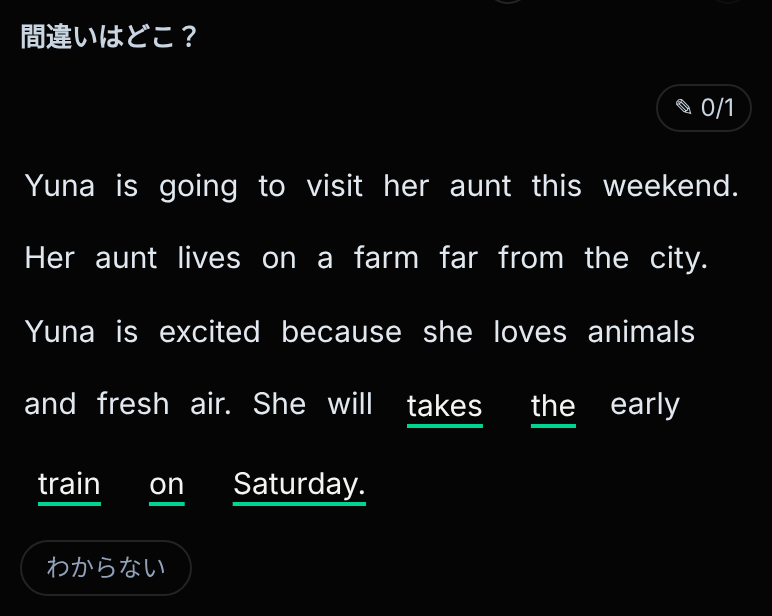 間違いはどこ？
✎ 0/1
Yuna is going to visit her aunt this weekend.
Her aunt lives on a farm far from the city.
Yuna is excited because she loves animals
and fresh air. She will takes the early
train on Saturday.
わからない